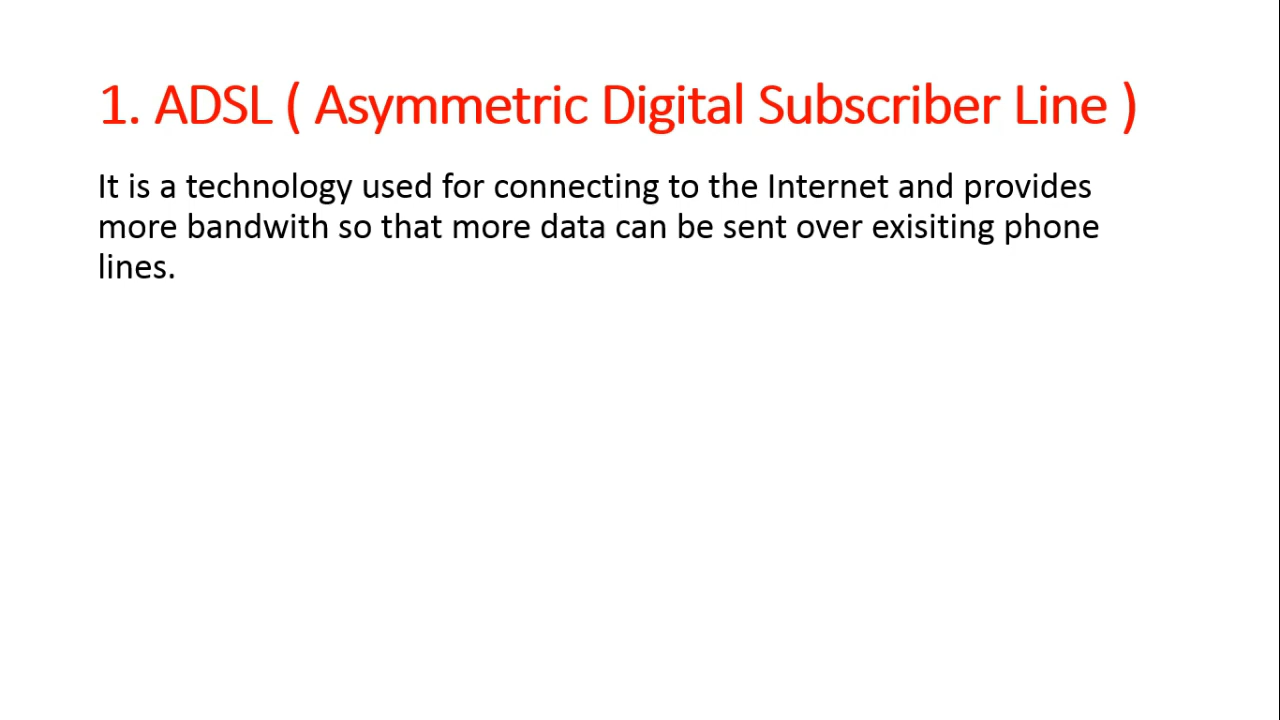 1. ADSL ( Asymmetric Digital Subscriber Line )
It is a technology used for connecting to the Internet and provides
more bandwith so that more data can be sent over exisiting phone
lines.